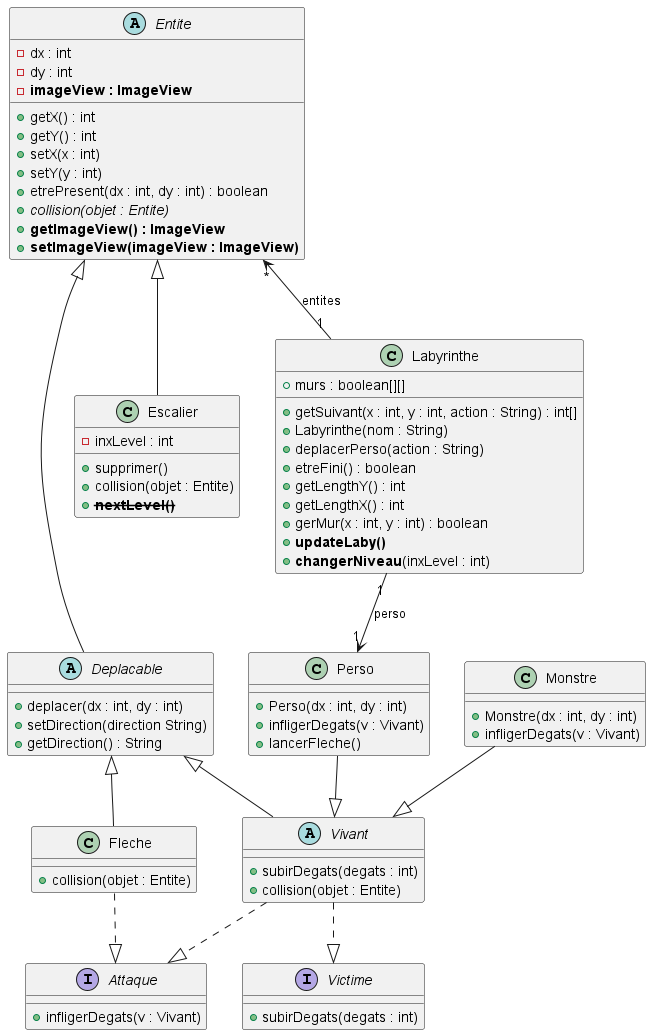 A Entite
dx : int
dy : int
imageView : ImageView
getX() : int
getY() : int
setX(x : int)
setY(y : int)
etrePresent(dx : int, dy : int) : boolean
collision(objet : Entite)
getImageView() : ImageView
setImageView(imageView : ImageView)
*
entites
1
C Labyrinthe
murs : boolean[][]
getSuivant(x : int, y : int, action : String) : int[]
Labyrinthe(nom : String)
deplacerPerso(action : String)
etreFini() : boolean
getLengthY() : int
getLengthX() : int
gerMur(x : int, y : int) : boolean
updateLaby()
changerNiveau(inxLevel : int)
C Escalier
inxLevel : int
supprimer()
collision(objet : Entite)
nextLevel()
1
perso
1
A Deplacable
deplacer(dx : int, dy : int)
setDirection(direction String)
getDirection() : String
C Perso
Perso(dx : int, dy : int)
infligerDegats(v : Vivant)
lancerFleche()
C Monstre
Monstre(dx : int, dy : int)
infligerDegats(v : Vivant)
C Fleche
collision(objet : Entite)
A Vivant
subirDegats(degats : int)
collision(objet : Entite)
I Attaque
infligerDegats(v : Vivant)
I Victime
subirDegats(degats : int)